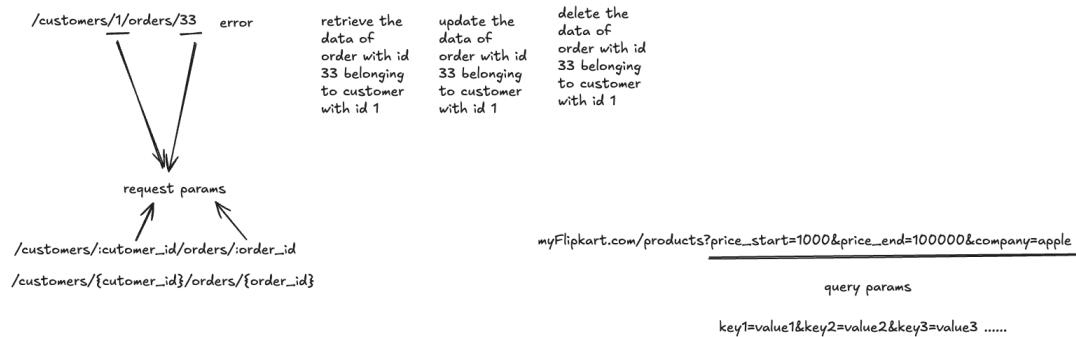 /customers/1/orders/33 error
retrieve the
data of
order with id
33 belonging
to customer
with id 1
update the
data of
order with id
33 belonging
to customer
with id 1
delete the
data of
order with id
33 belonging
to customer
with id 1
request params
/customers/:cutomer_id/orders/:order_id
/customers/{cutomer_id}/orders/{order_id}
myFlipkart.com/products?price_start=1000&price_end=100000&company=apple
query params
key1=value1&key2=value2&key3=value3 ......